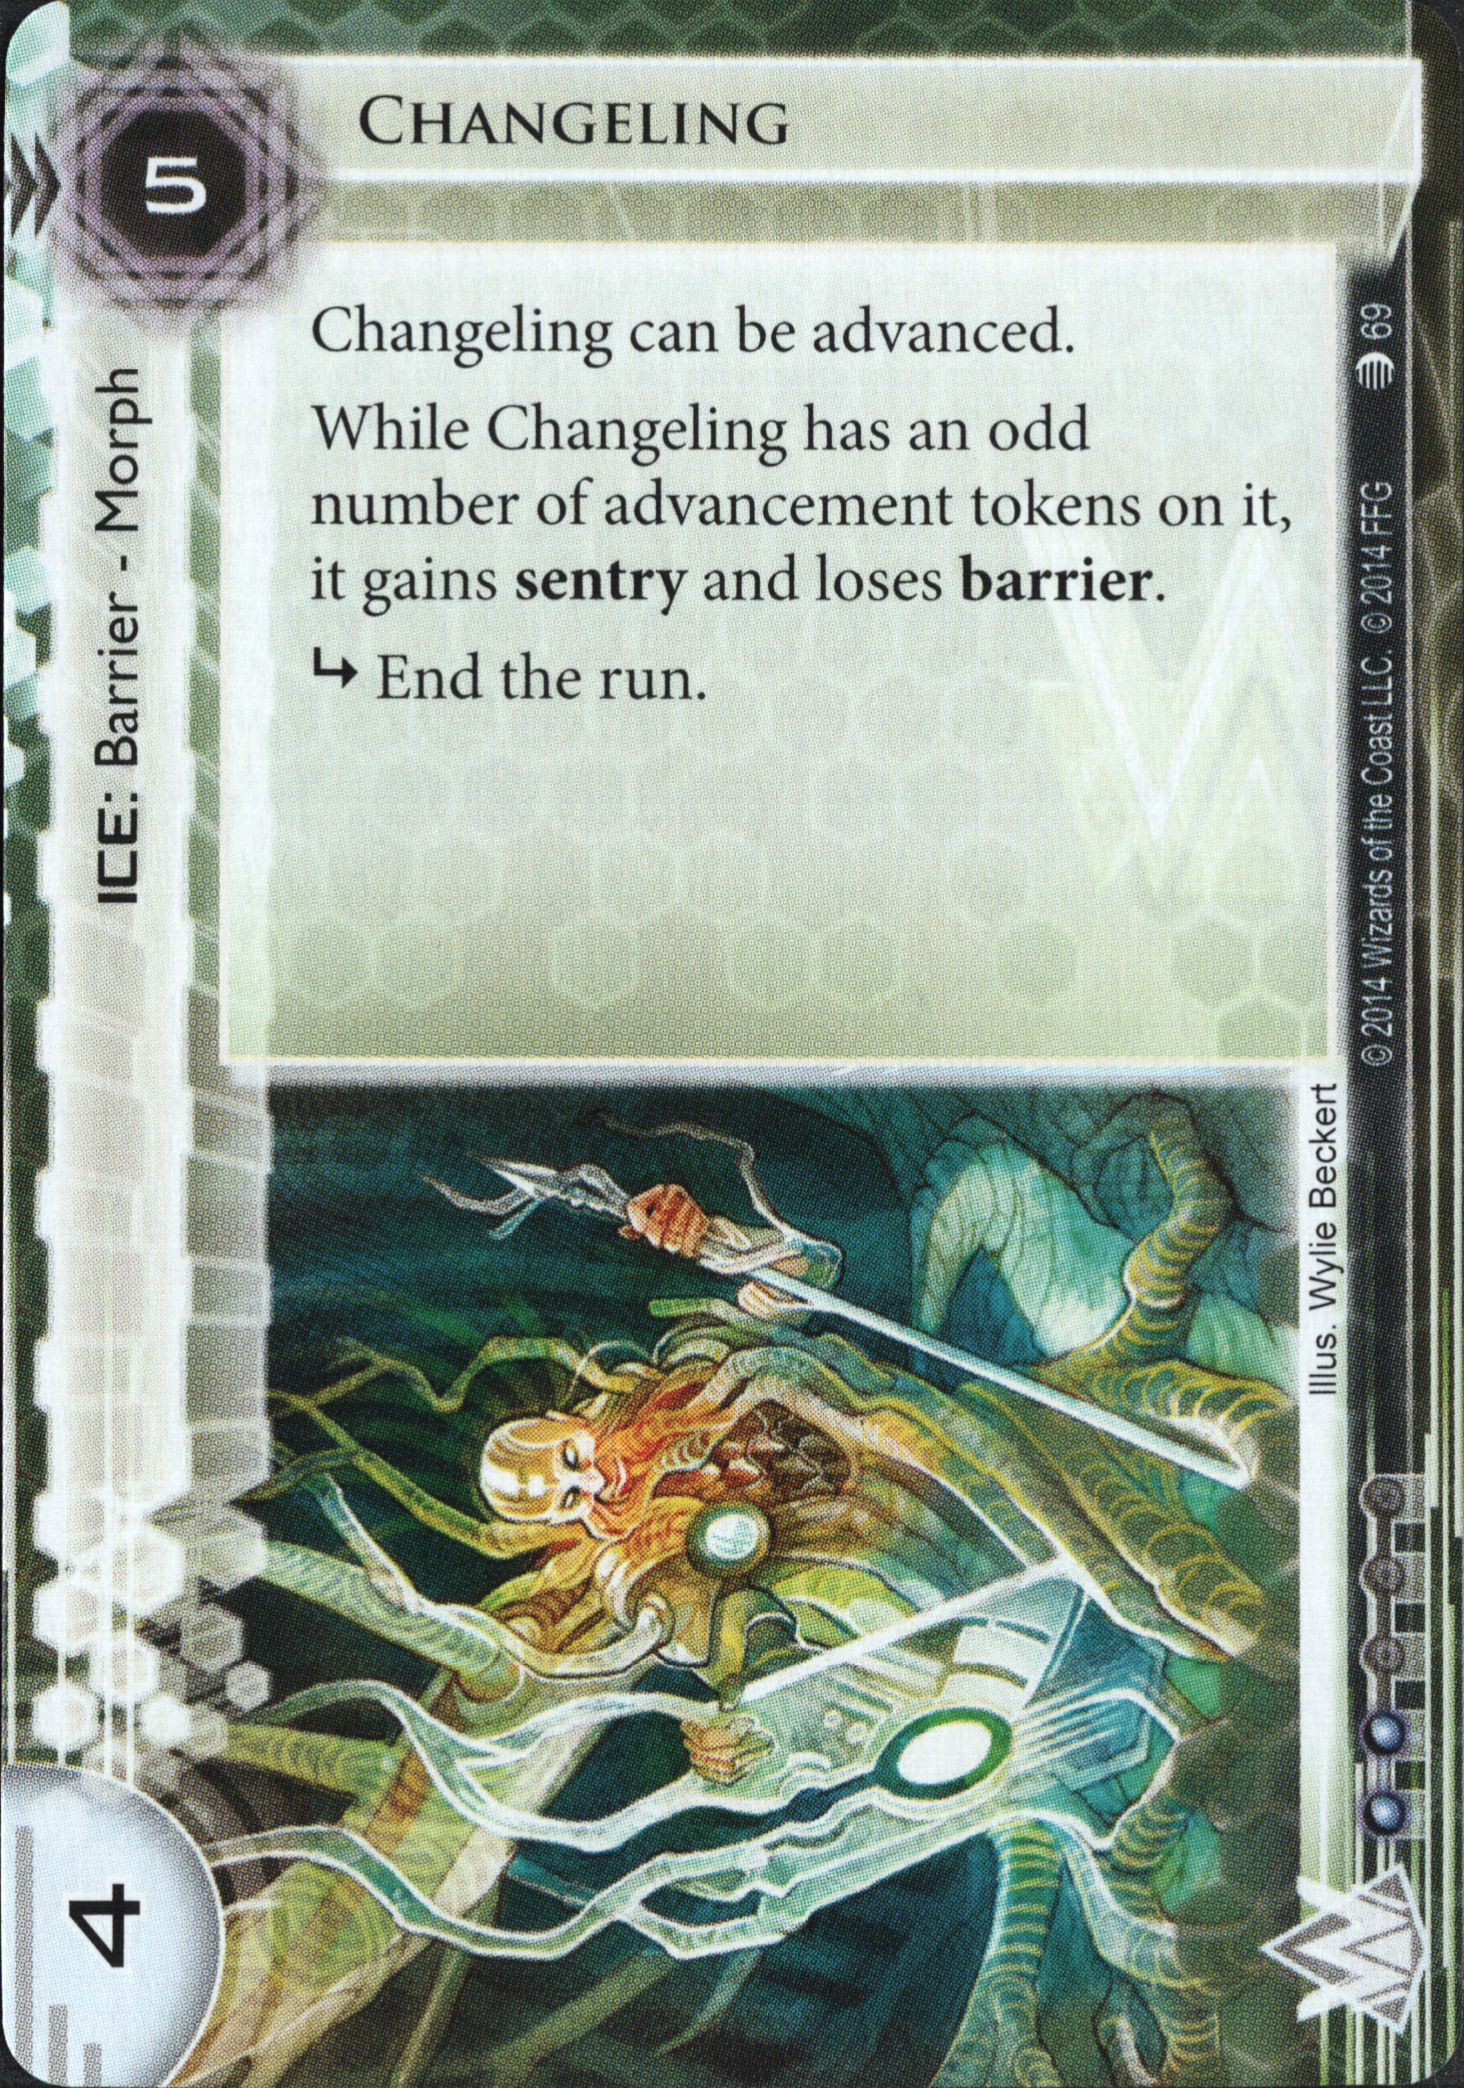 5
CHANGELING
Changeling can be advanced.
While Changeling has an odd
number of advancement tokens on it,
it gains sentry and loses barrier.
↳ End the run.
ICE: Barrier - Morph
4
Illus. Wylie Beckert
© 2014 Wizards of the Coast LLC. © 2014 FFG 69